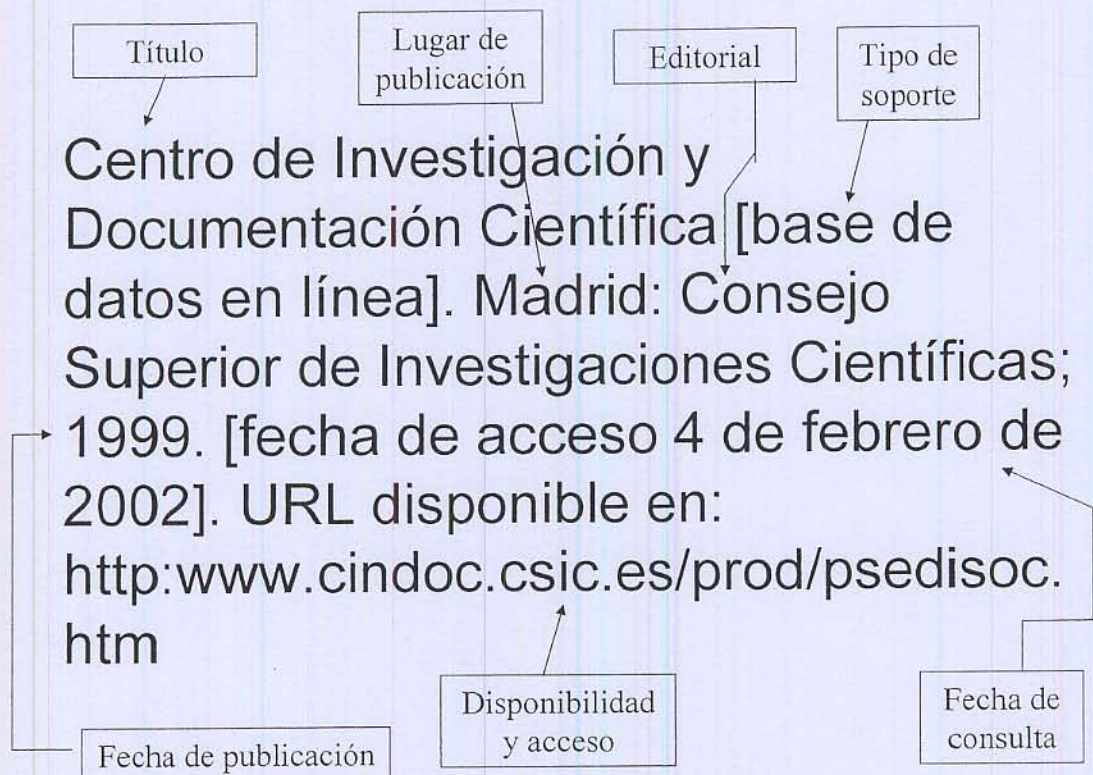 Título
Lugar de
publicación
Editorial
Tipo de
soporte
Centro de Investigación y
Documentación Científica [base de
datos en línea]. Madrid: Consejo
Superior de Investigaciones Científicas;
1999. [fecha de acceso 4 de febrero de
2002]. URL disponible en:
http:www.cindoc.csic.es/prod/psedisoc.
htm
Disponibilidad
y acceso
Fecha de
consulta
Fecha de publicación